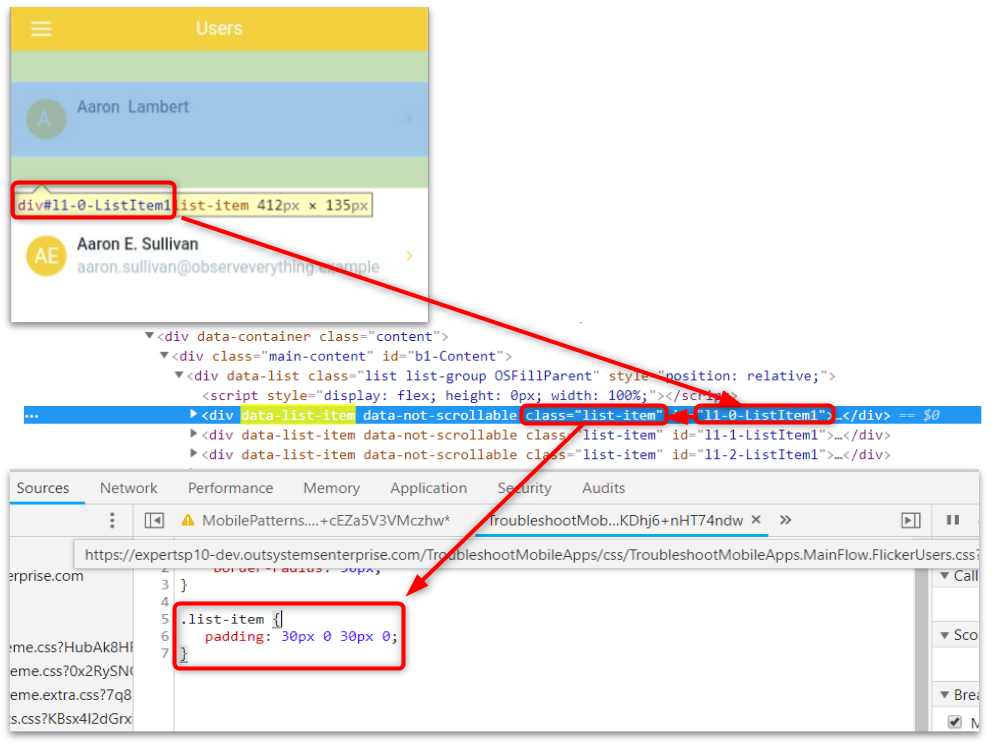 Users
A
Aaron Lambert
div#l1-0-ListItem1 list-item 412px × 135px
AE
Aaron E. Sullivan
aaron.sullivan@observeverything.example
▼<div data-container class="content">
▼<div class="main-content" id="b1-Content">
▼<div data-list class="list list-group OSFillParent" style="position: relative;">
<script style="display: flex; height: 0px; width: 100%;"></script>
… ▶<div data-list-item data-not-scrollable class="list-item" "l1-0-ListItem1">…</div> == $0
▶<div data-list-item data-not-scrollable class="list-item" id="l1-1-ListItem1">…</div>
▶<div data-list-item data-not-scrollable class="list-item" id="l1-2-ListItem1">…</div>
Sources Network Performance Memory Application Security Audits
MobilePatterns....+cEZa5V3VMczhw* TroubleshootMob...KDhj6+nHT74ndw × »
https://expertsp10-dev.outsystemsenterprise.com/TroubleshootMobileApps/css/TroubleshootMobileApps.MainFlow.FlickerUsers.css?
2 border-radius: 50px;
erprise.com
▼ Call
3 }
4
5 .list-item {
6 padding: 30px 0 30px 0;
▼ Sco
eme.css?HubAk8HF
7 }
eme.css?0x2RySN
eme.extra.css?7q8
▼ Brea
s.css?KBsx4I2dGrx